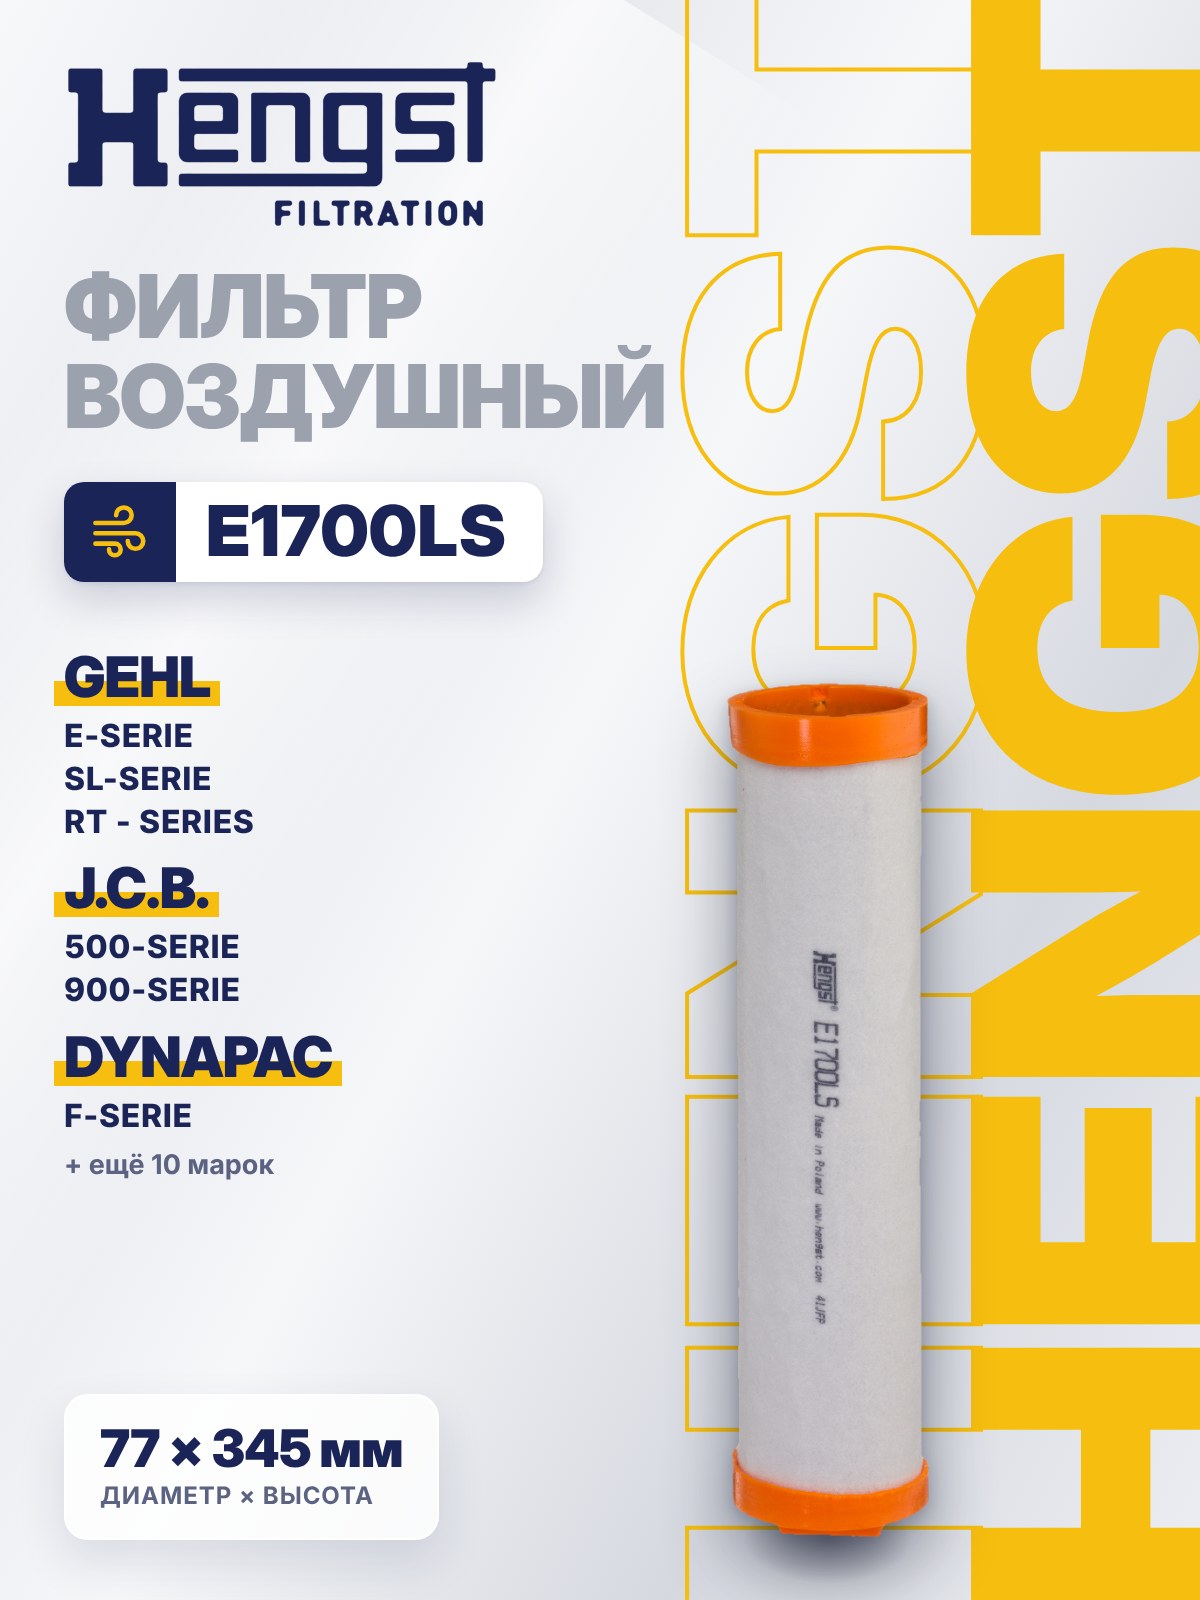 Hengst
FILTRATION
ФИЛЬТР
ВОЗДУШНЫЙ
E1700LS
GEHL
E-SERIE
SL-SERIE
RT - SERIES
J.C.B.
500-SERIE
900-SERIE
DYNAPAC
F-SERIE
+ ещё 10 марок
77 × 345 мм
ДИАМЕТР × ВЫСОТА
HENGST
HENGST
Hengst® E1700LS Made in Poland www.hengst.com